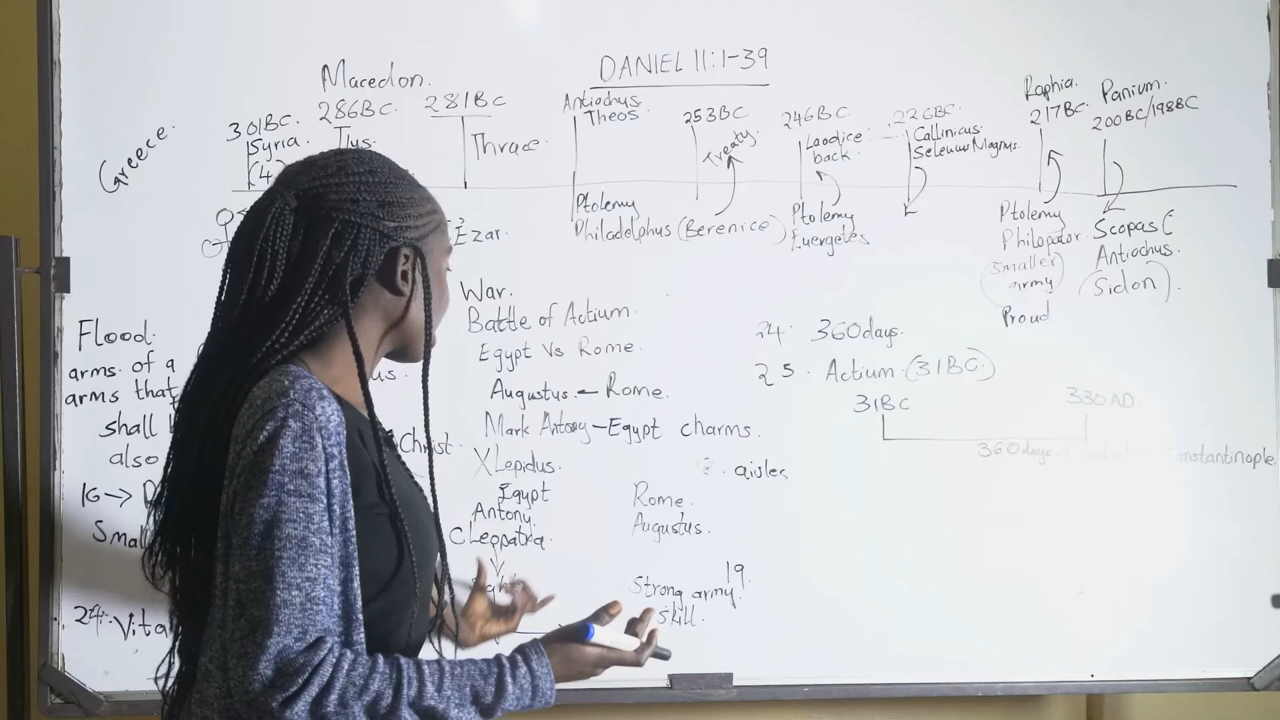 DANIEL 11:1-39
Greece.
301BC.
Syria
(4
Macedon.
286BC.
281BC
Thrace.
Antiochus
Theos
Ptolemy
Philadelphus (Berenice)
253BC
Treaty.
246BC
Laodice
back.
Ptolemy
Euergetes
226BC.
Callinicus.
Seleucus Magnus.
Raphia.
217BC.
Ptolemy
Philopator.
(Smaller
army)
Proud
Panium.
200BC/198BC
Scopas (
Antiochus.
(Sidon).
Ezar.
Flood.
arms of a
arms that
shall
also
16→
Small
24. Vita
us.
Christ.
War.
Battle of Actium.
Egypt Vs Rome.
Augustus - Rome.
Mark Antony-Egypt charms.
X Lepidus.
Egypt
Antony.
Cleopatra.
aisles
Rome.
Augustus.
19
Strong army.
skill.
24. 360days.
25. Actium (31BC)
31BC
330AD.
360days.
Constantinople.